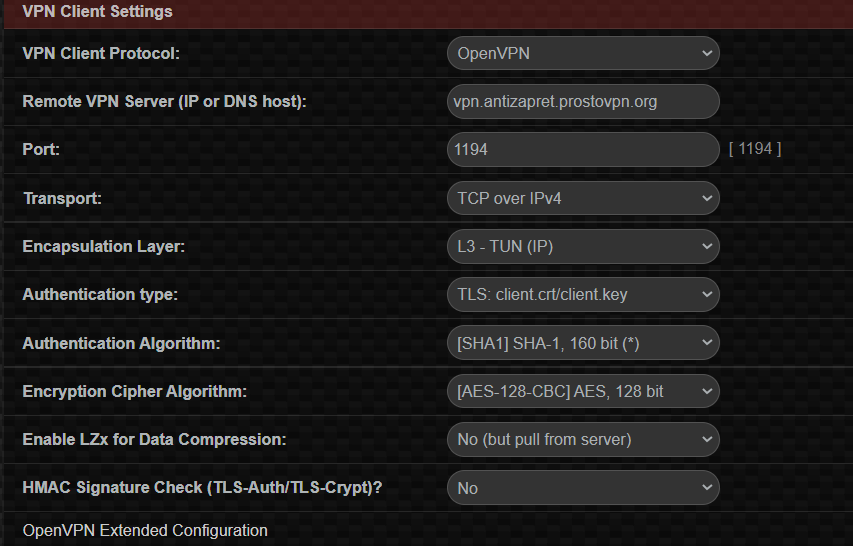 VPN Client Settings
VPN Client Protocol: OpenVPN
Remote VPN Server (IP or DNS host): vpn.antizapret.prostovpn.org
Port: 1194 [ 1194 ]
Transport: TCP over IPv4
Encapsulation Layer: L3 - TUN (IP)
Authentication type: TLS: client.crt/client.key
Authentication Algorithm: [SHA1] SHA-1, 160 bit (*)
Encryption Cipher Algorithm: [AES-128-CBC] AES, 128 bit
Enable LZx for Data Compression: No (but pull from server)
HMAC Signature Check (TLS-Auth/TLS-Crypt)? No
OpenVPN Extended Configuration